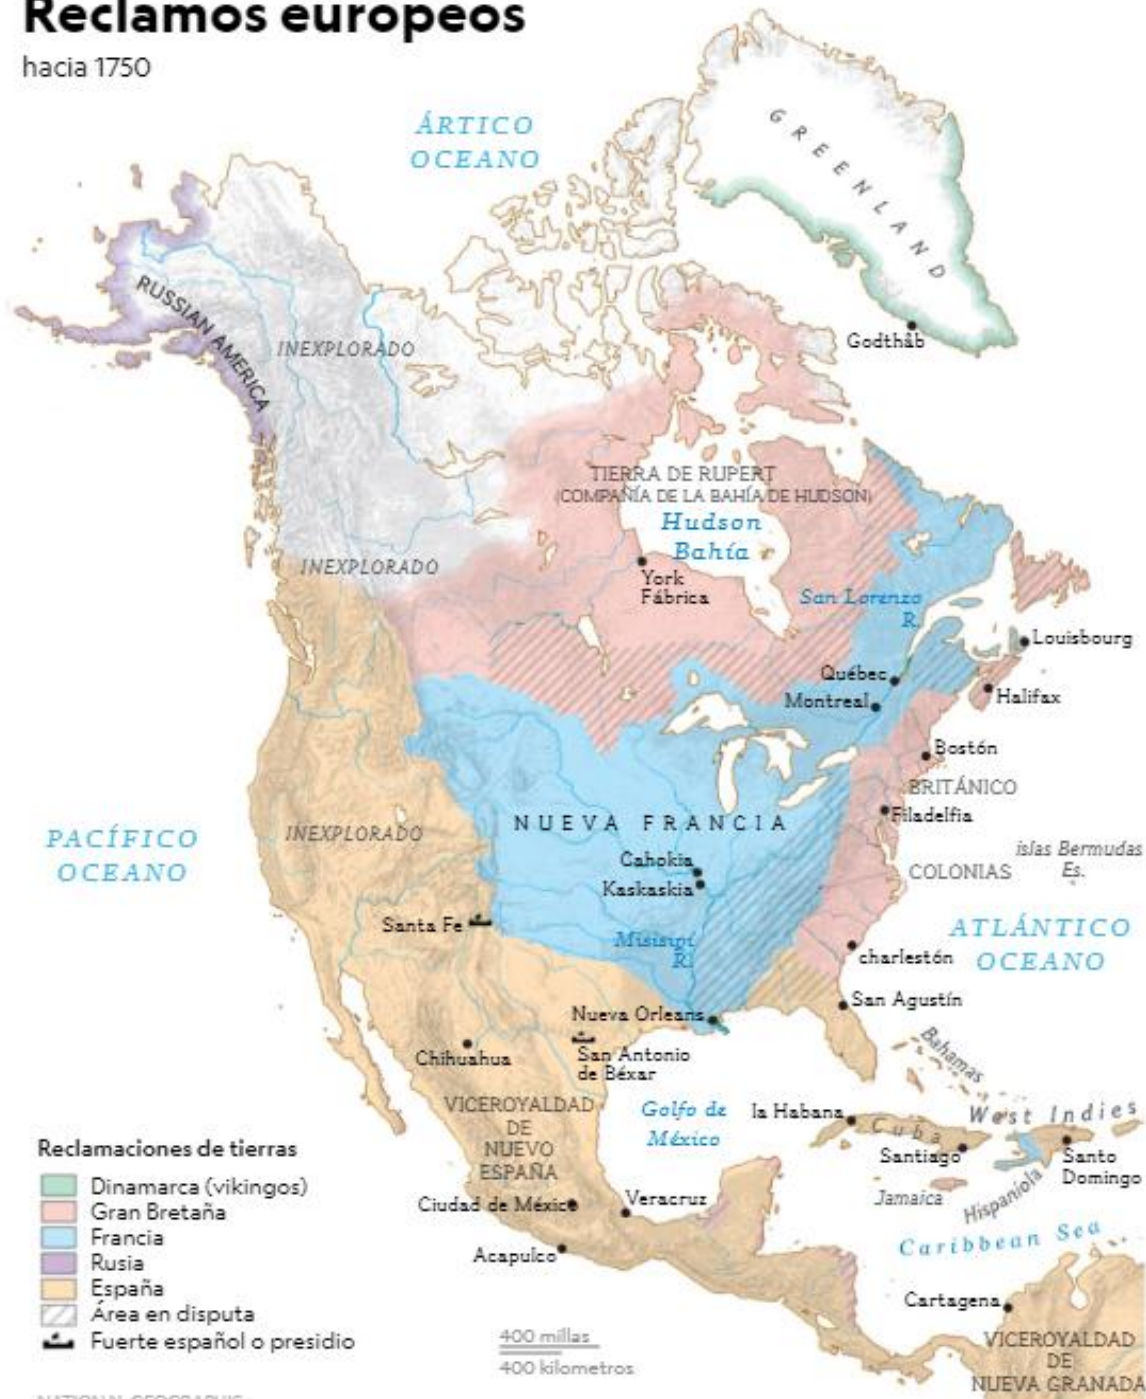 Reclamos europeos
hacia 1750
ÁRTICO
OCEANO
GREENLAND
Godthåb
RUSSIAN AMERICA
INEXPLORADO
TIERRA DE RUPERT
(COMPAÑÍA DE LA BAHÍA DE HUDSON)
Hudson
Bahía
INEXPLORADO
York
Fábrica
San Lorenzo
R.
Louisbourg
Québec
Montreal
Halifax
Bostón
BRITÁNICO
Filadelfia
PACÍFICO
OCEANO
INEXPLORADO
NUEVA FRANCIA
Cahokia
Kaskaskia
islas Bermudas
Es.
COLONIAS
Santa Fe
Misisipí
R.
ATLÁNTICO
OCEANO
charlestón
San Agustín
Nueva Orleans
Chihuahua
San Antonio
de Béxar
Bahamas
VICEROYALDAD
DE
NUEVO
ESPAÑA
Golfo de
México
la Habana
Cuba
West Indies
Santiago
Santo
Domingo
Jamaica
Hispaniola
Ciudad de México
Veracruz
Acapulco
Caribbean Sea
Cartagena
VICEROYALDAD
DE
NUEVA GRANADA
Reclamaciones de tierras
Dinamarca (vikingos)
Gran Bretaña
Francia
Rusia
España
Área en disputa
Fuerte español o presidio
400 millas
400 kilometros
NATIONAL GEOGRAPHIC